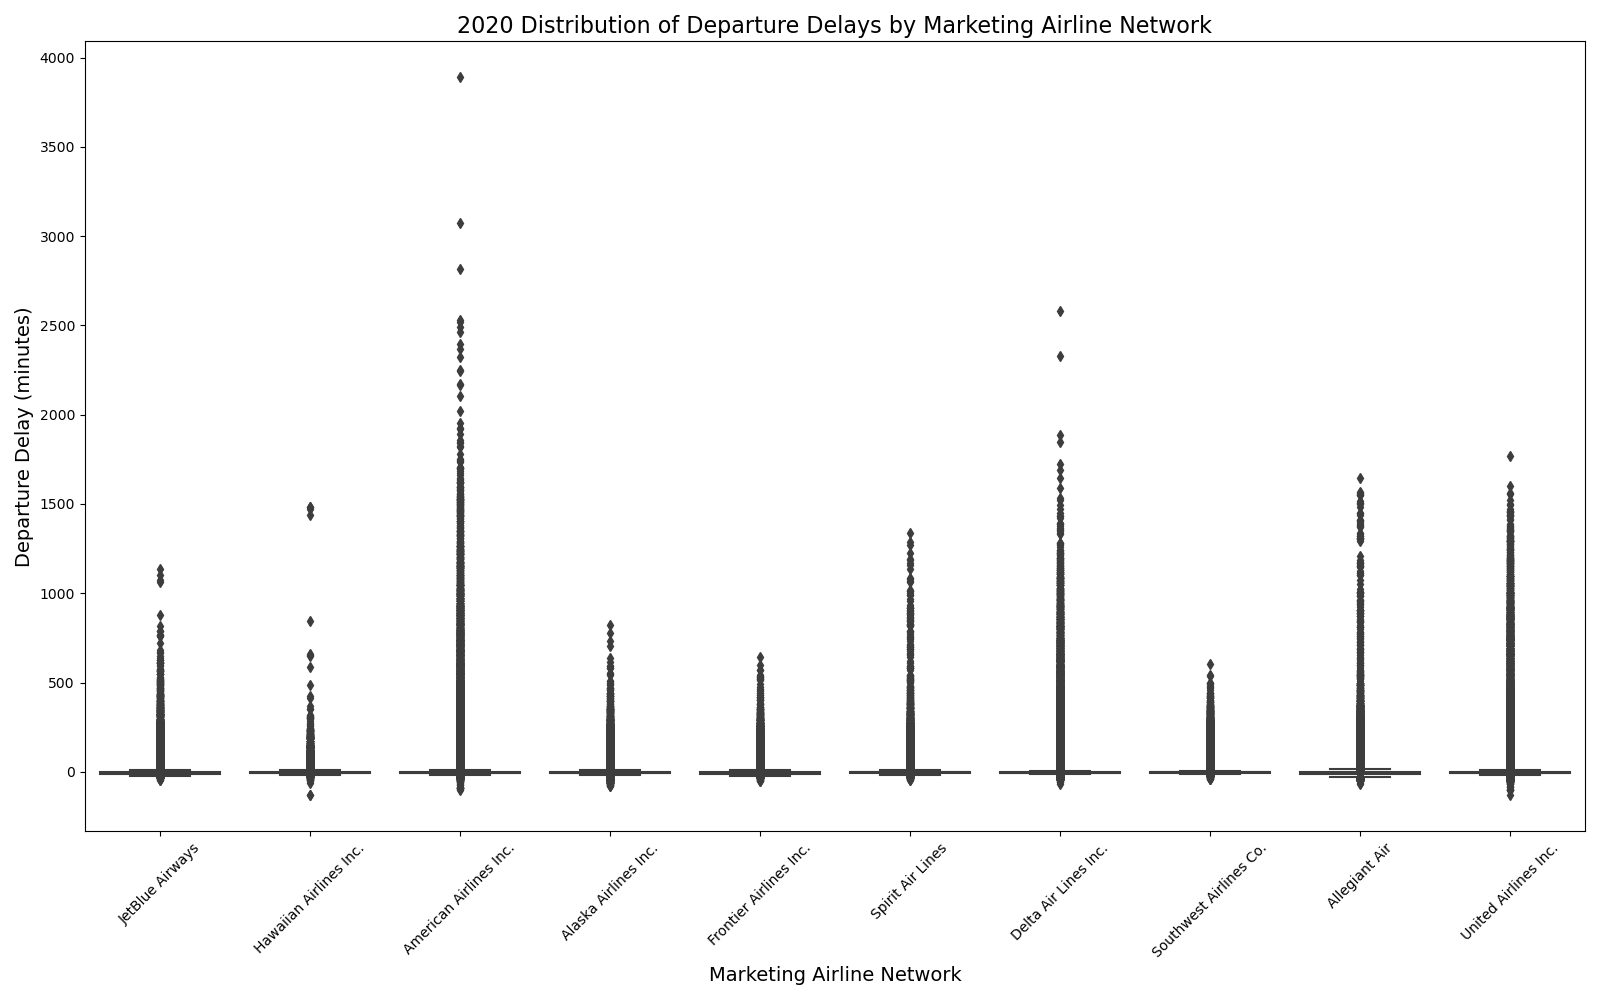 2020 Distribution of Departure Delays by Marketing Airline Network
Departure Delay (minutes)
4000
3500
3000
2500
2000
1500
1000
500
0
JetBlue Airways
Hawaiian Airlines Inc.
American Airlines Inc.
Alaska Airlines Inc.
Frontier Airlines Inc.
Spirit Air Lines
Delta Air Lines Inc.
Southwest Airlines Co.
Allegiant Air
United Airlines Inc.
Marketing Airline Network